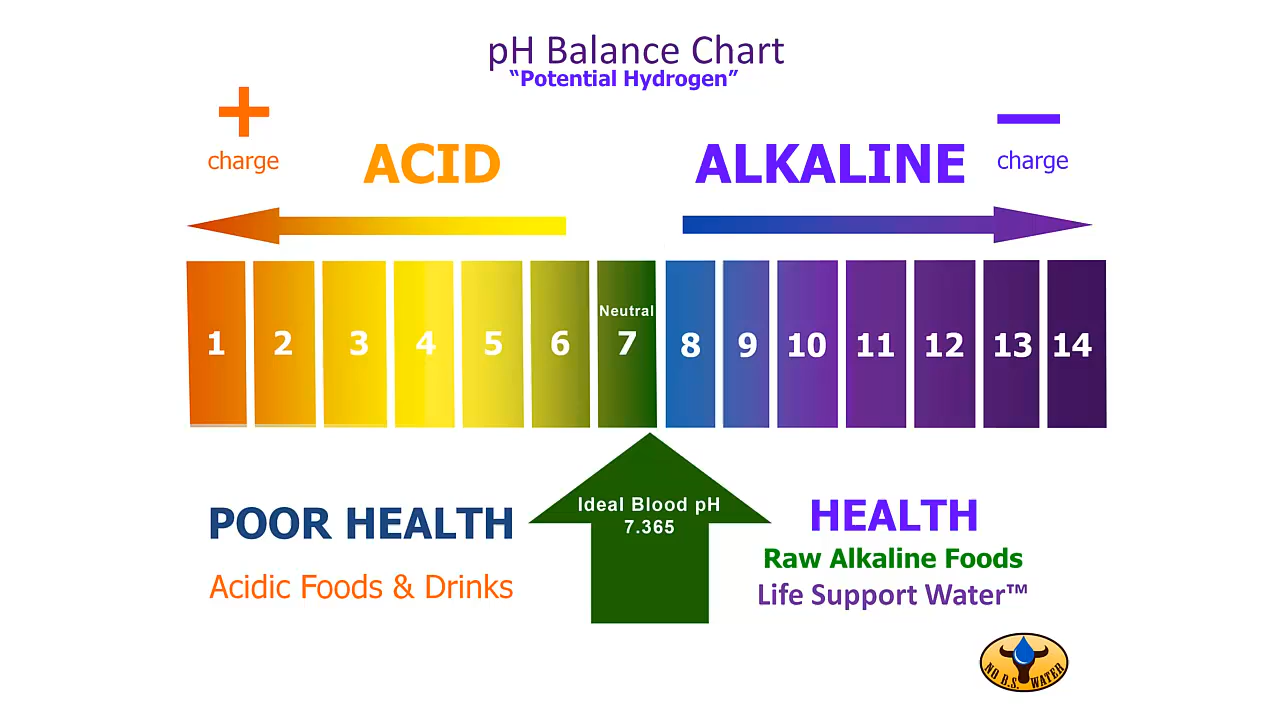 pH Balance Chart
“Potential Hydrogen”
+
charge
ACID
ALKALINE
–
charge
1 2 3 4 5 6 Neutral 7 8 9 10 11 12 13 14
Ideal Blood pH
7.365
POOR HEALTH
Acidic Foods & Drinks
HEALTH
Raw Alkaline Foods
Life Support Water™
NO B.S. WATER